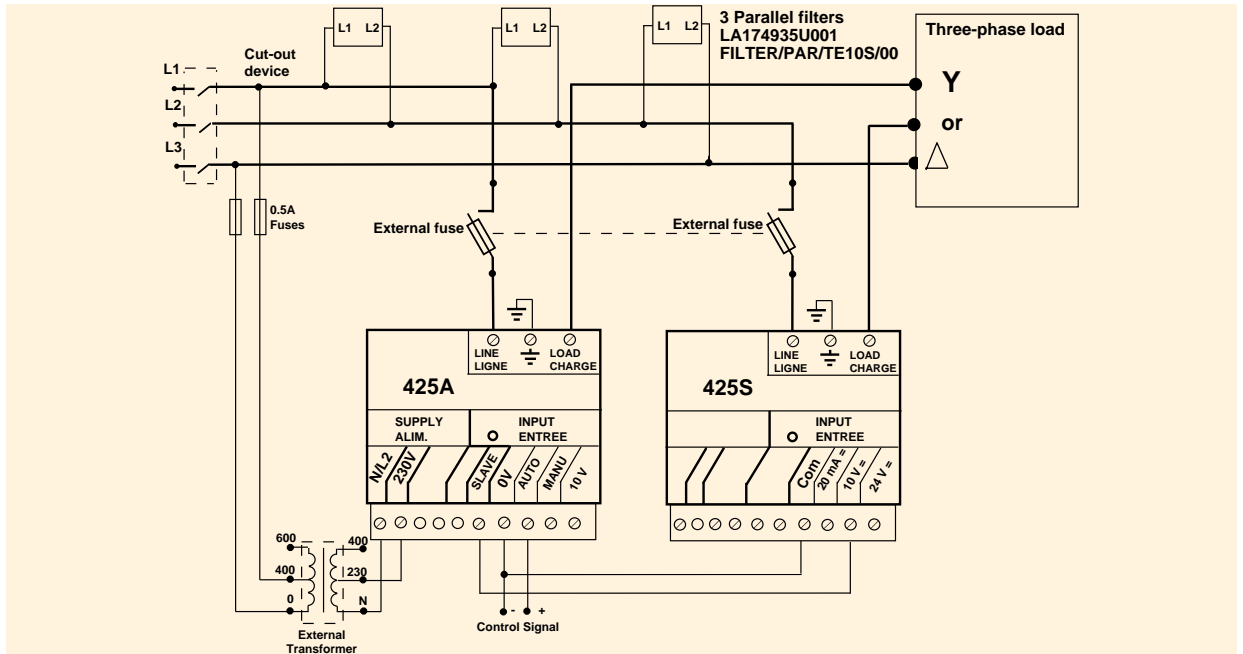 L1 L2
L1 L2
L1 L2
3 Parallel filters
LA174935U001
FILTER/PAR/TE10S/00
Three-phase load
Cut-out
device
L1
L2
L3
Y
or
△
0.5A
Fuses
External fuse
External fuse
LINE
LIGNE
LOAD
CHARGE
425A
SUPPLY
ALIM.
INPUT
ENTREE
N/L2
230V
SLAVE
0V
AUTO
MANU
10 V
LINE
LIGNE
LOAD
CHARGE
425S
INPUT
ENTREE
Com
20 mA =
10 V =
24 V =
600
400
0
400
230
N
External
Transformer
- +
Control Signal